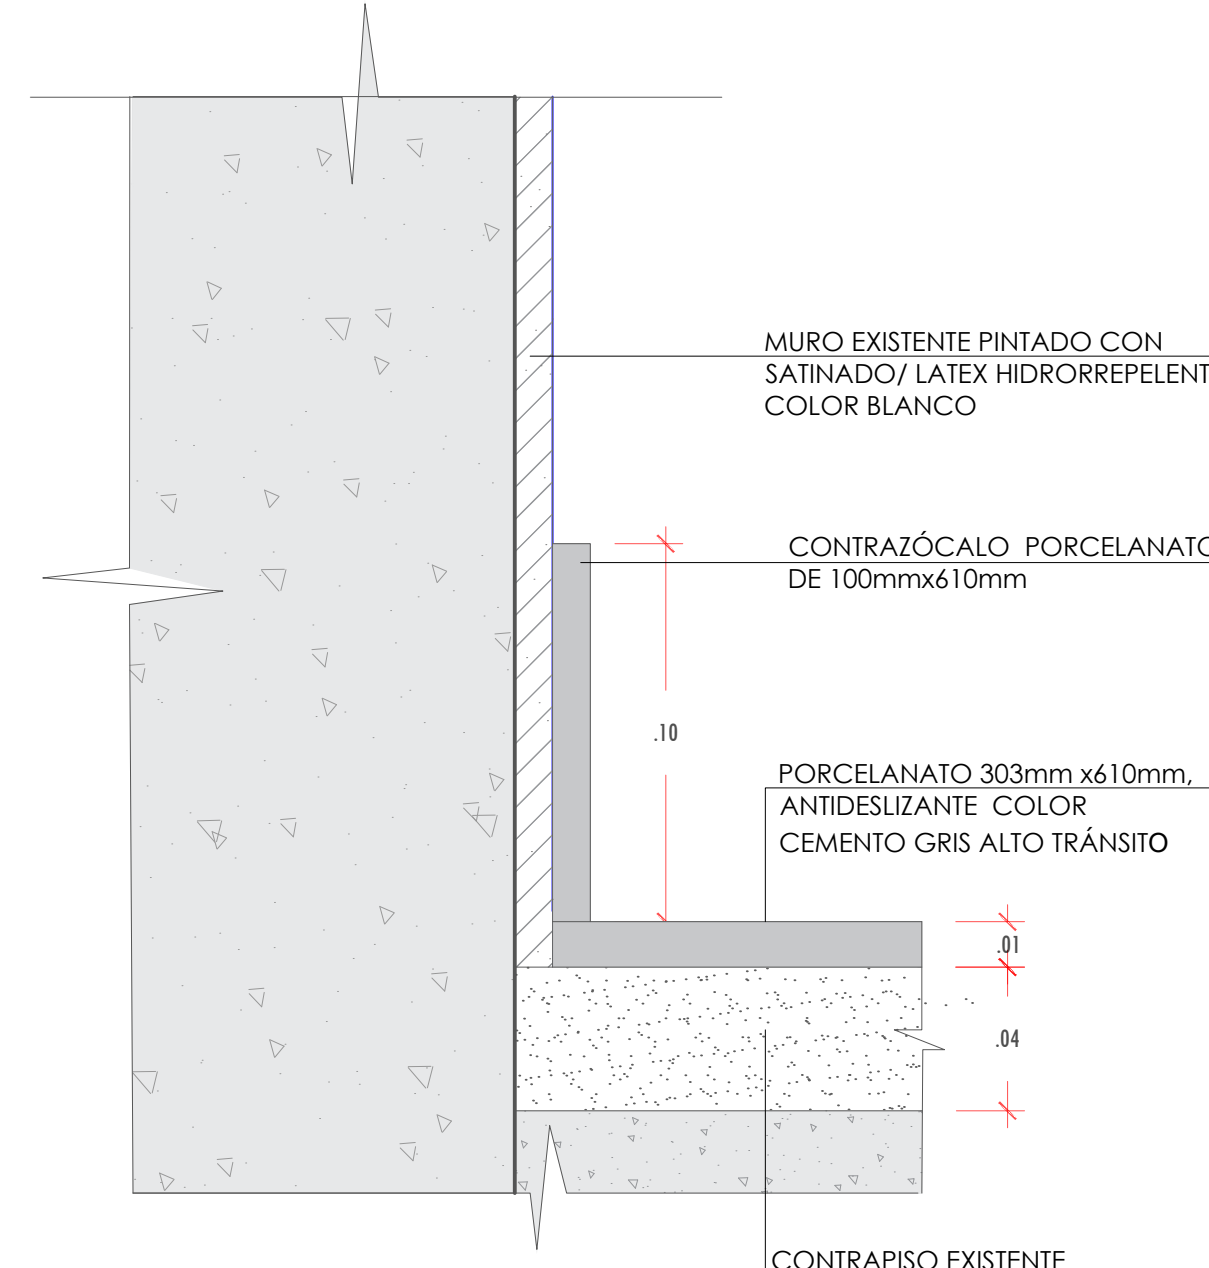 MURO EXISTENTE PINTADO CON
SATINADO/ LATEX HIDRORREPELENT
COLOR BLANCO
CONTRAZÓCALO PORCELANATO
DE 100mmx610mm
.10
PORCELANATO 303mm x610mm,
ANTIDESLIZANTE COLOR
CEMENTO GRIS ALTO TRÁNSITO
.01
.04
CONTRAPISO EXISTENTE